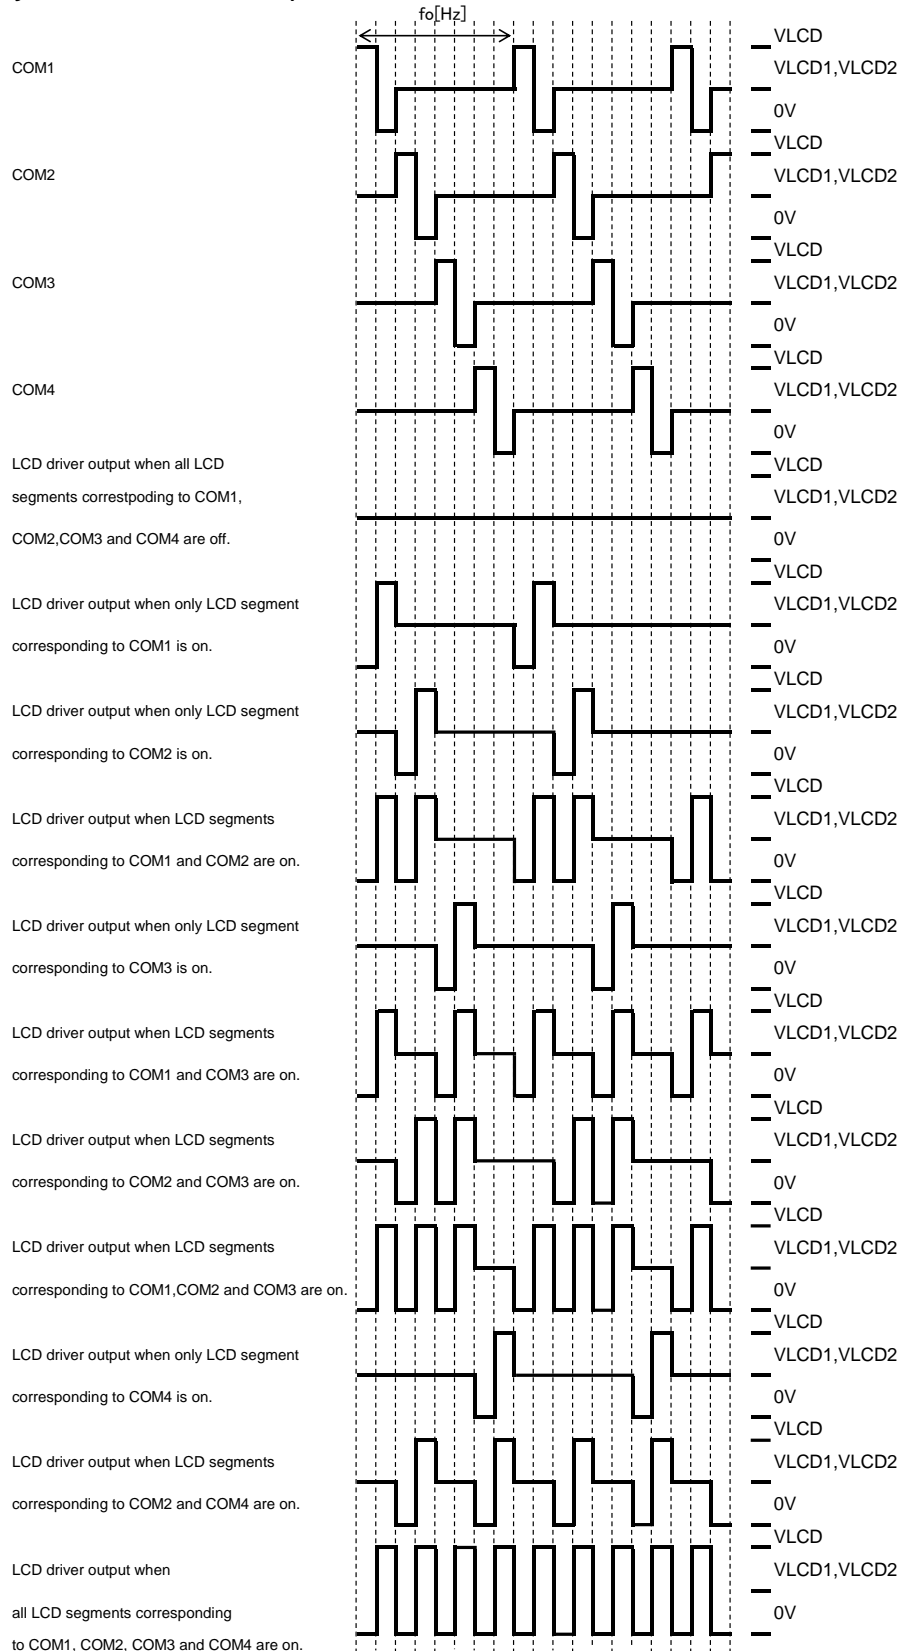 fo[Hz]
VLCD
COM1
VLCD1,VLCD2
0V
VLCD
COM2
VLCD1,VLCD2
0V
VLCD
COM3
VLCD1,VLCD2
0V
VLCD
COM4
VLCD1,VLCD2
0V
LCD driver output when all LCD
VLCD
segments correstpoding to COM1,
VLCD1,VLCD2
COM2,COM3 and COM4 are off.
0V
VLCD
LCD driver output when only LCD segment
VLCD1,VLCD2
corresponding to COM1 is on.
0V
VLCD
LCD driver output when only LCD segment
VLCD1,VLCD2
corresponding to COM2 is on.
0V
VLCD
LCD driver output when LCD segments
VLCD1,VLCD2
corresponding to COM1 and COM2 are on.
0V
VLCD
LCD driver output when only LCD segment
VLCD1,VLCD2
corresponding to COM3 is on.
0V
VLCD
LCD driver output when LCD segments
VLCD1,VLCD2
corresponding to COM1 and COM3 are on.
0V
VLCD
LCD driver output when LCD segments
VLCD1,VLCD2
corresponding to COM2 and COM3 are on.
0V
VLCD
LCD driver output when LCD segments
VLCD1,VLCD2
corresponding to COM1,COM2 and COM3 are on.
0V
VLCD
LCD driver output when only LCD segment
VLCD1,VLCD2
corresponding to COM4 is on.
0V
VLCD
LCD driver output when LCD segments
VLCD1,VLCD2
corresponding to COM2 and COM4 are on.
0V
VLCD
LCD driver output when
VLCD1,VLCD2
all LCD segments corresponding
0V
to COM1, COM2, COM3 and COM4 are on.